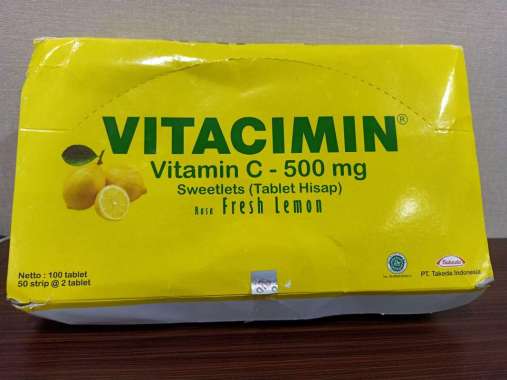 VITACIMIN®
Vitamin C - 500 mg
Sweetlets (Tablet Hisap)
Rasa Fresh Lemon
Netto : 100 tablet
50 strip @ 2 tablet
Takeda
PT. Takeda Indonesia